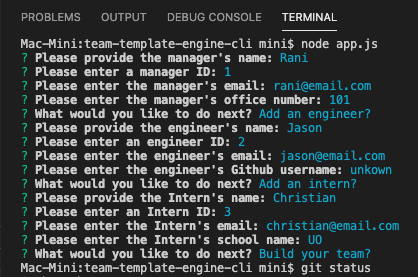 PROBLEMS OUTPUT DEBUG CONSOLE TERMINAL
Mac-Mini:team-template-engine-cli mini$ node app.js
? Please provide the manager's name: Rani
? Please enter a manager ID: 1
? Please enter the manager's email: rani@email.com
? Please enter the manager's office number: 101
? What would you like to do next? Add an engineer?
? Please provide the engineer's name: Jason
? Please enter an engineer ID: 2
? Please enter the engineer's email: jason@email.com
? Please enter the engineer's Github username: unkown
? What would you like to do next? Add an intern?
? Please provide the Intern's name: Christian
? Please enter an Intern ID: 3
? Please enter the Intern's email: christian@email.com
? Please enter the Intern's school name: UO
? What would you like to do next? Build your team?
Mac-Mini:team-template-engine-cli mini$ git status